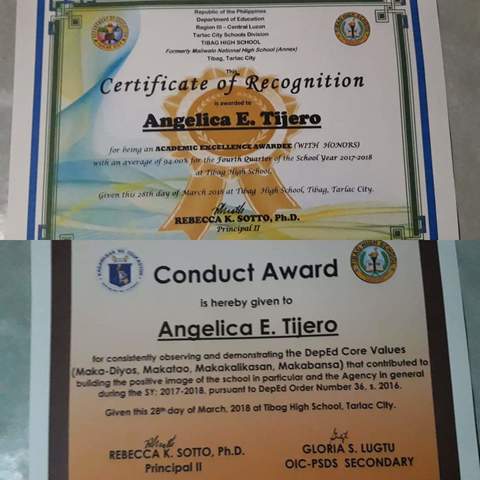 Republic of the Philippines
Department of Education
Region III – Central Luzon
Tarlac City Schools Division
TIBAG HIGH SCHOOL
Formerly Maliwalo National High School (Annex)
Tibag, Tarlac City
This
Certificate of Recognition
is awarded to
Angelica E. Tijero
for being an ACADEMIC EXCELLENCE AWARDEE (WITH HONORS)
with an average of 94.00% for the Fourth Quarter of the School Year 2017-2018
at Tibag High School.
Given this 28th day of March 2018 at Tibag High School, Tibag, Tarlac City.
REBECCA K. SOTTO, Ph.D.
Principal II
Conduct Award
is hereby given to
Angelica E. Tijero
for consistently observing and demonstrating the DepEd Core Values
(Maka-Diyos, Makatao, Makakalikasan, Makabansa) that contributed to
building the positive image of the school in particular and the Agency in general
during the SY: 2017-2018, pursuant to DepEd Order Number 36, s. 2016.
Given this 28th day of March, 2018 at Tibag High School, Tarlac City.
REBECCA K. SOTTO, Ph.D. GLORIA S. LUGTU
Principal II OIC-PSDS SECONDARY